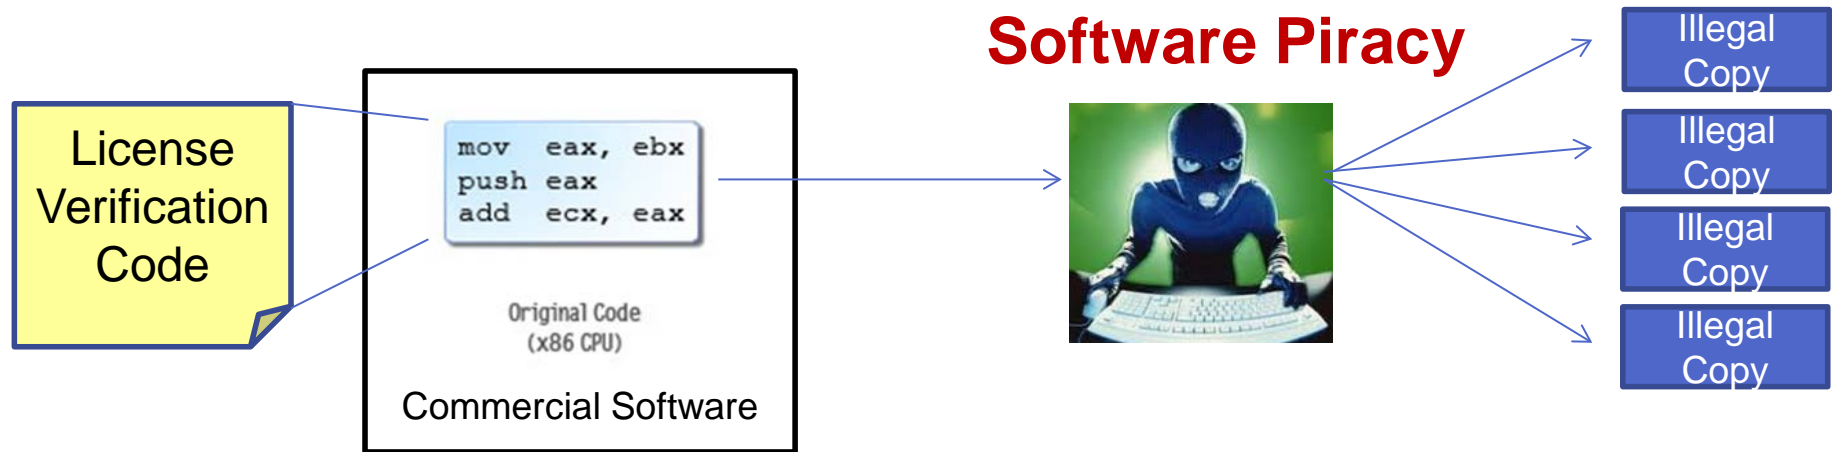 Software Piracy
License
Verification
Code
mov eax, ebx
push eax
add ecx, eax
Original Code
(x86 CPU)
Commercial Software
Illegal
Copy
Illegal
Copy
Illegal
Copy
Illegal
Copy